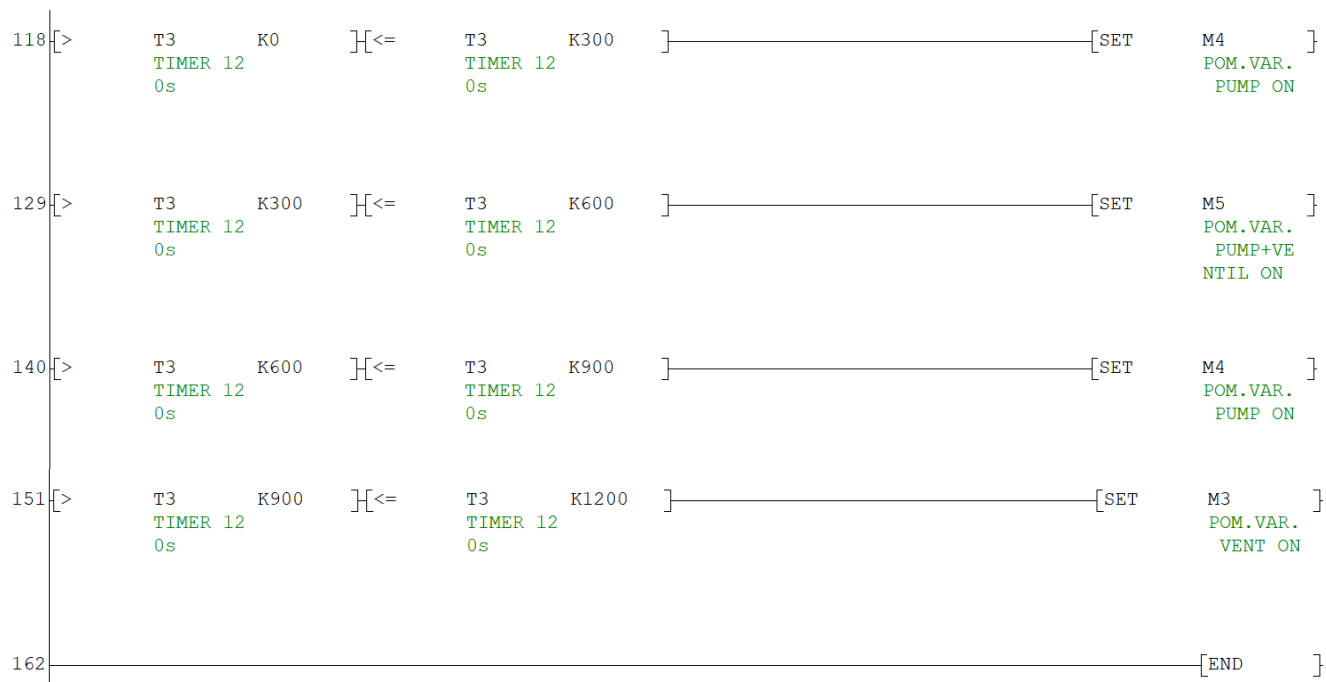 118 [> T3 K0 ] [<= T3 K300 ] [SET M4 ]
TIMER 12 TIMER 12 POM.VAR.
0s 0s PUMP ON
129 [> T3 K300 ] [<= T3 K600 ] [SET M5 ]
TIMER 12 TIMER 12 POM.VAR.
0s 0s PUMP+VE
NTIL ON
140 [> T3 K600 ] [<= T3 K900 ] [SET M4 ]
TIMER 12 TIMER 12 POM.VAR.
0s 0s PUMP ON
151 [> T3 K900 ] [<= T3 K1200 ] [SET M3 ]
TIMER 12 TIMER 12 POM.VAR.
0s 0s VENT ON
162 [END ]